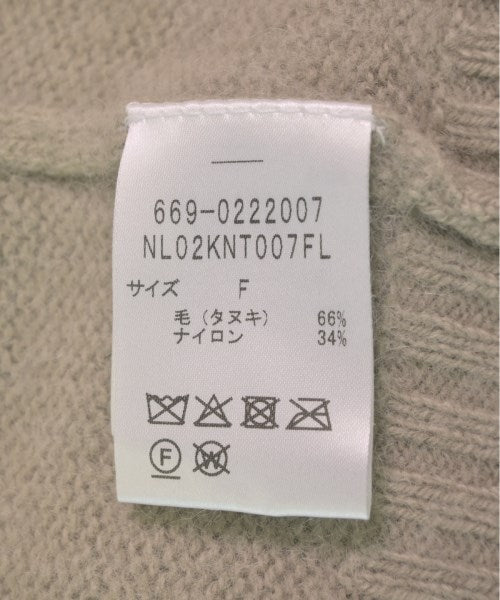 669-0222007
NL02KNT007FL
サイズ F
毛（タヌキ） 66%
ナイロン 34%
F W